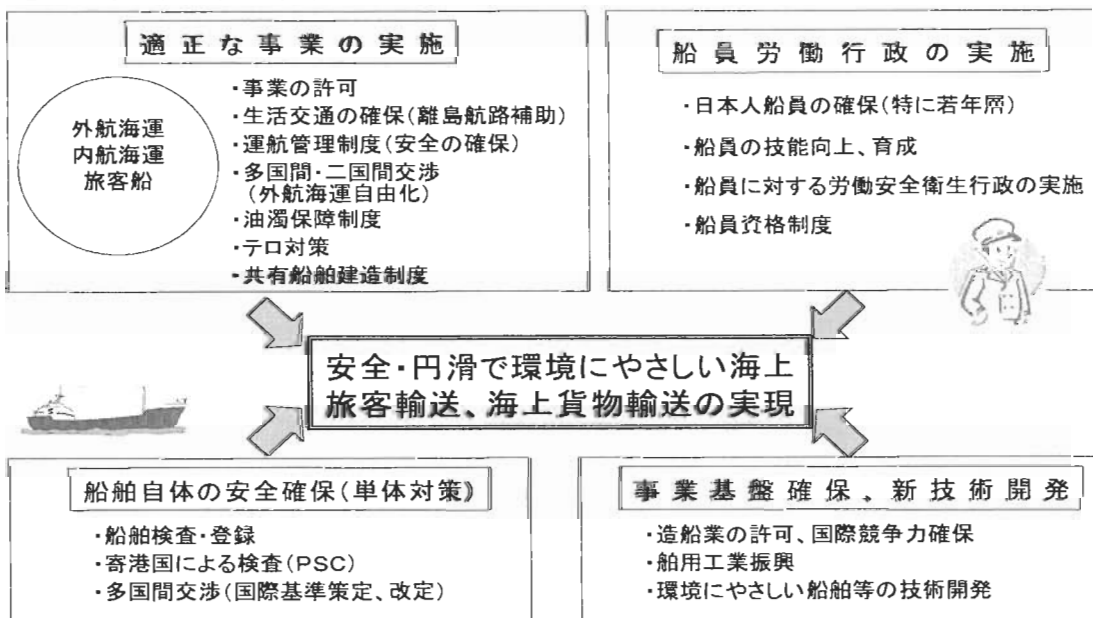 適正な事業の実施
外航海運
内航海運
旅客船
・事業の許可
・生活交通の確保(離島航路補助)
・運航管理制度(安全の確保)
・多国間・二国間交渉
(外航海運自由化)
・油濁保障制度
・テロ対策
・共有船舶建造制度
船員労働行政の実施
・日本人船員の確保(特に若年層)
・船員の技能向上、育成
・船員に対する労働安全衛生行政の実施
・船員資格制度
安全・円滑で環境にやさしい海上
旅客輸送、海上貨物輸送の実現
船舶自体の安全確保(単体対策)
・船舶検査・登録
・寄港国による検査(PSC)
・多国間交渉(国際基準策定、改定)
事業基盤確保、新技術開発
・造船業の許可、国際競争力確保
・舶用工業振興
・環境にやさしい船舶等の技術開発